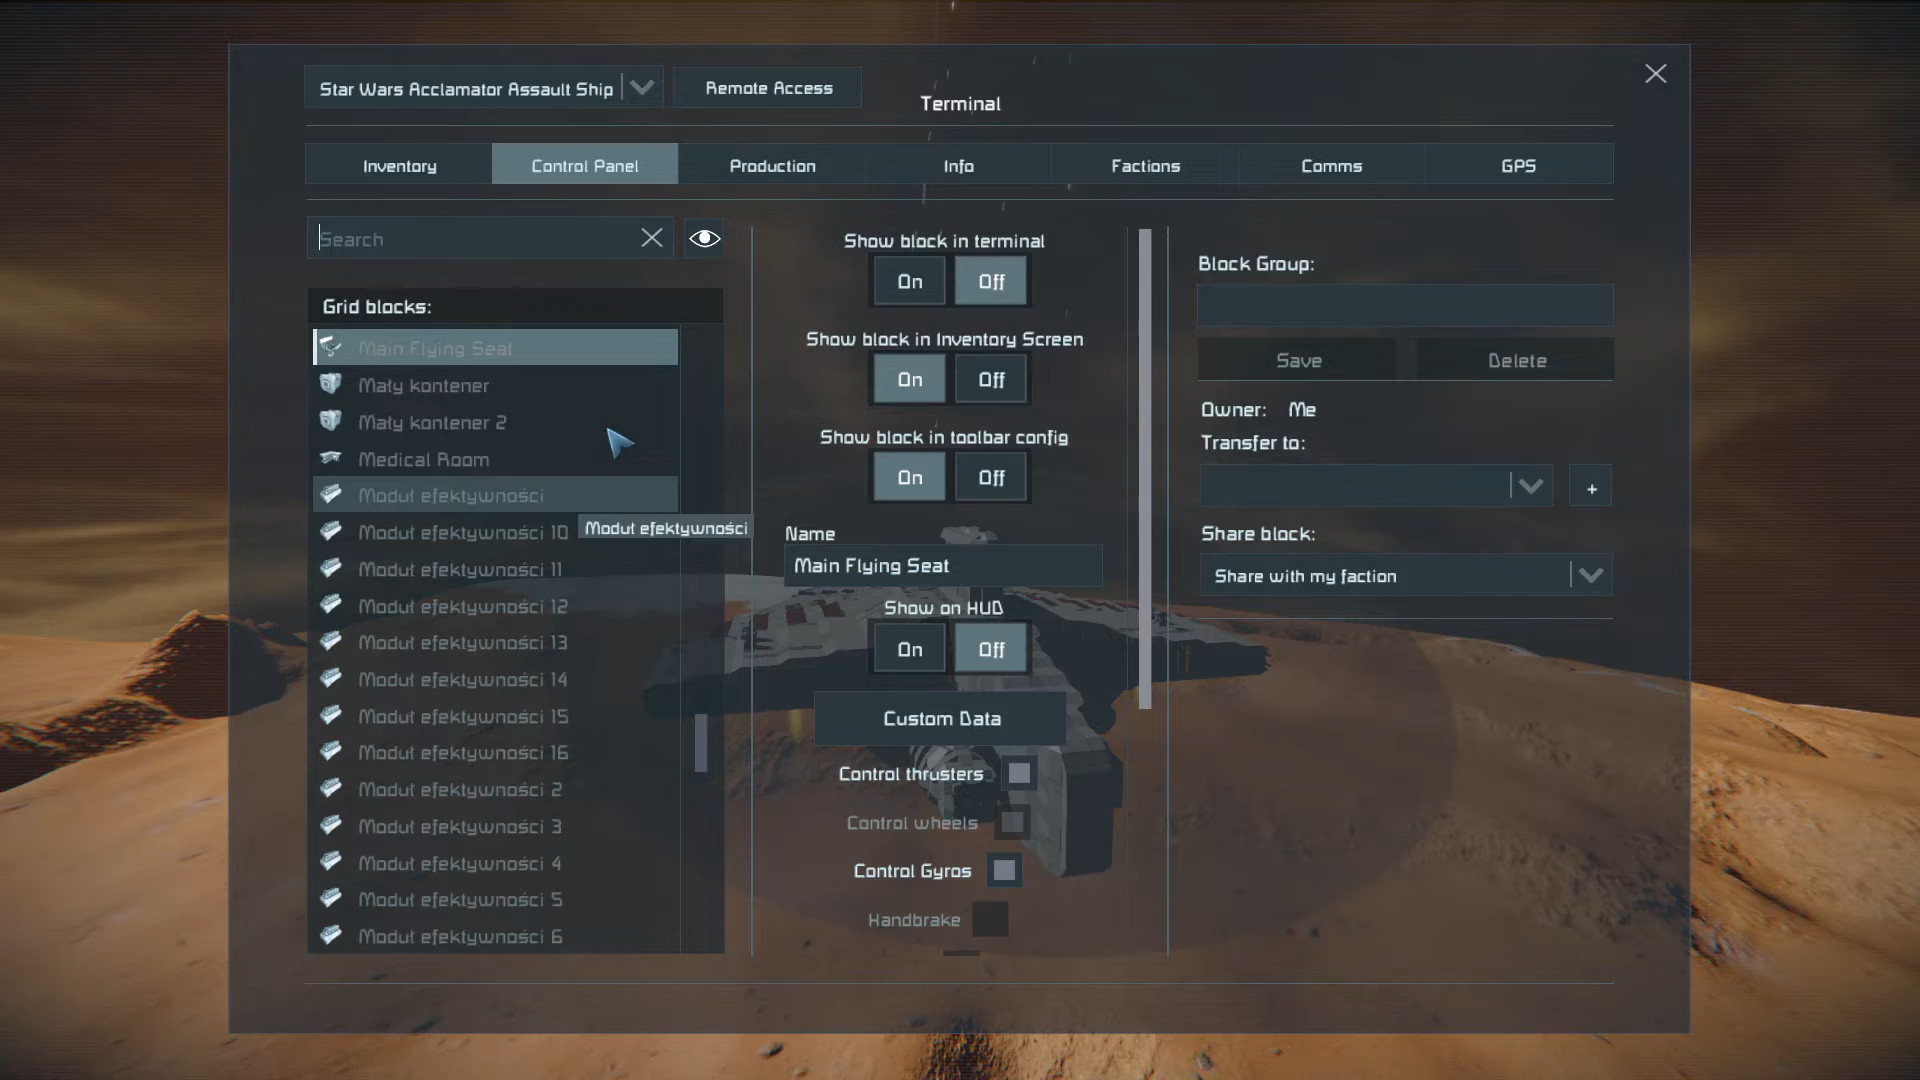 Star Wars Acclamator Assault Ship
Remote Access
Terminal
Inventory
Control Panel
Production
Info
Factions
Comms
GPS
Search
Grid blocks:
Main Flying Seat
Mały kontener
Mały kontener 2
Medical Room
Moduł efektywności
Moduł efektywności 10
Moduł efektywności
Moduł efektywności 11
Moduł efektywności 12
Moduł efektywności 13
Moduł efektywności 14
Moduł efektywności 15
Moduł efektywności 16
Moduł efektywności 2
Moduł efektywności 3
Moduł efektywności 4
Moduł efektywności 5
Moduł efektywności 6
Show block in terminal
On Off
Show block in Inventory Screen
On Off
Show block in toolbar config
On Off
Name
Main Flying Seat
Show on HUD
On Off
Custom Data
Control thrusters
Control wheels
Control Gyros
Handbrake
Block Group:
Save Delete
Owner: Me
Transfer to:
+
Share block:
Share with my faction